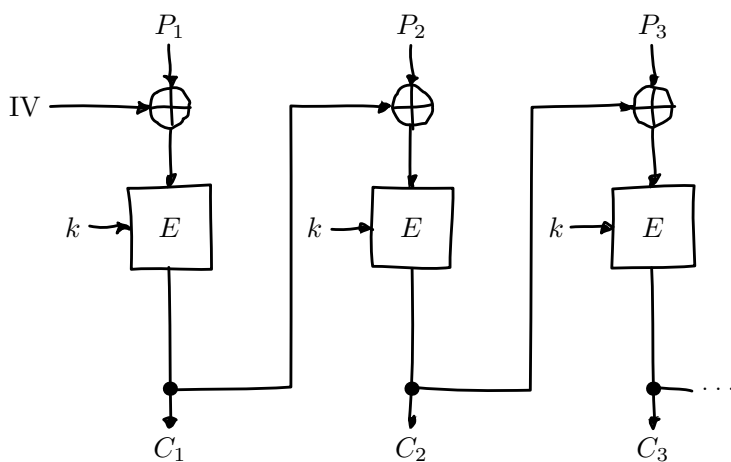 P₁ P₂ P₃
IV
k E k E k E
...
C₁ C₂ C₃